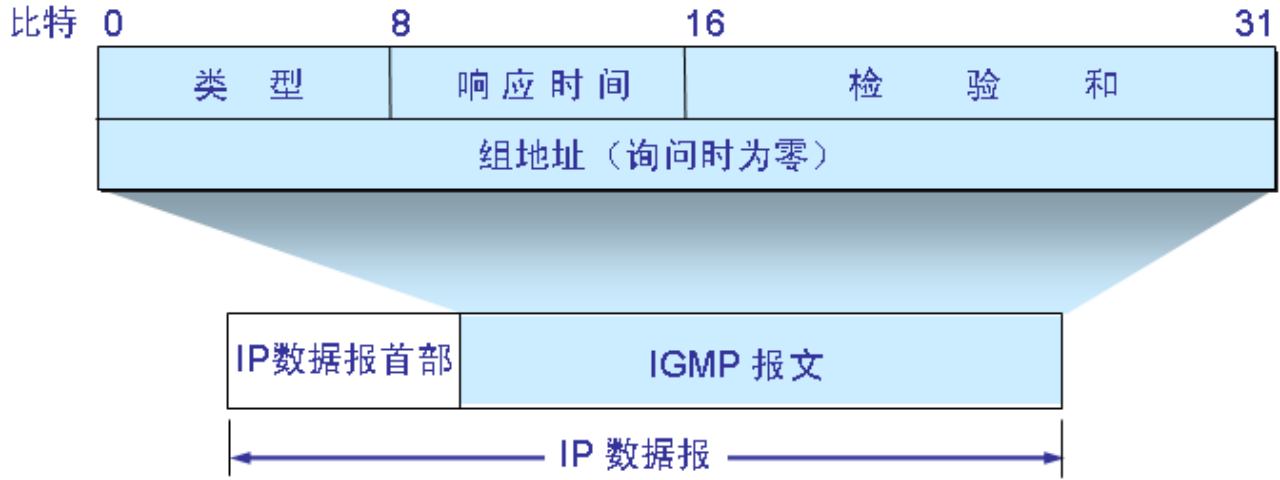 比特 0 8 16 31
类 型 响应时间 检 验 和
组地址（询问时为零）
IP数据报首部 IGMP 报文
IP 数据报